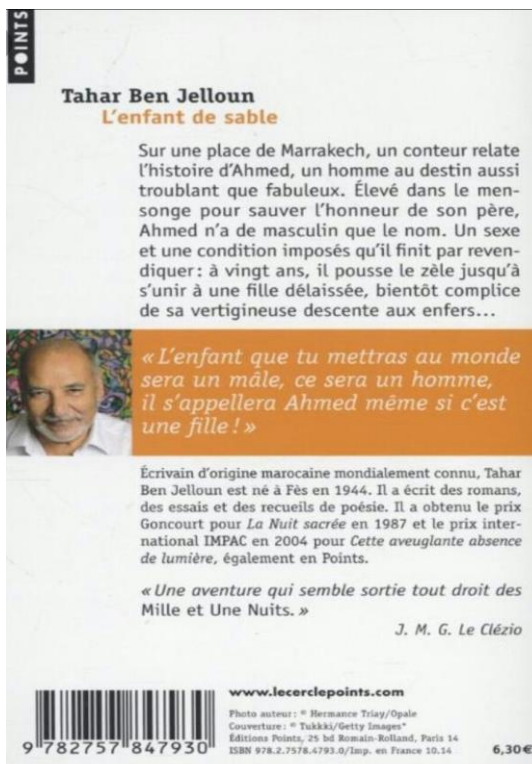 POINTS
Tahar Ben Jelloun
L'enfant de sable
Sur une place de Marrakech, un conteur relate
l'histoire d'Ahmed, un homme au destin aussi
troublant que fabuleux. Élevé dans le men-
songe pour sauver l'honneur de son père,
Ahmed n'a de masculin que le nom. Un sexe
et une condition imposés qu'il finit par reven-
diquer : à vingt ans, il pousse le zèle jusqu'à
s'unir à une fille délaissée, bientôt complice
de sa vertigineuse descente aux enfers...
« L'enfant que tu mettras au monde
sera un mâle, ce sera un homme,
il s'appellera Ahmed même si c'est
une fille ! »
Écrivain d'origine marocaine mondialement connu, Tahar
Ben Jelloun est né à Fès en 1944. Il a écrit des romans,
des essais et des recueils de poésie. Il a obtenu le prix
Goncourt pour La Nuit sacrée en 1987 et le prix inter-
national IMPAC en 2004 pour Cette aveuglante absence
de lumière, également en Points.
« Une aventure qui semble sortie tout droit des
Mille et Une Nuits. »
J. M. G. Le Clézio
www.lecerclepoints.com
Photo auteur : © Hermance Triay/Opale
Couverture : © Tukkki/Getty Images
Éditions Points, 25 bd Romain-Rolland, Paris 14
ISBN 978.2.7578.4793.0/Imp. en France 10.14
6,30€
9 782757 847930